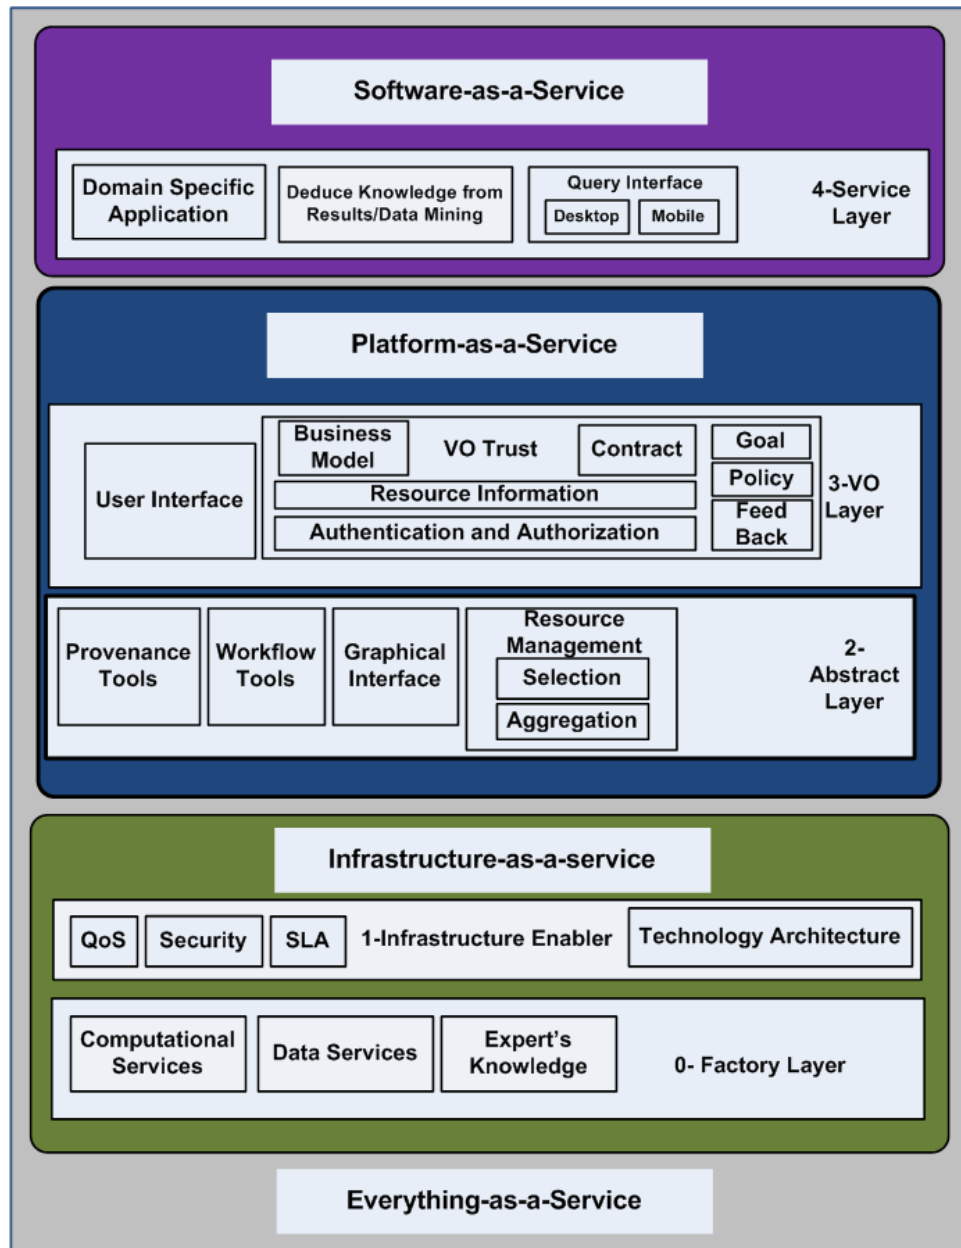 Software-as-a-Service
Domain Specific
Application
Deduce Knowledge from
Results/Data Mining
Query Interface
Desktop
Mobile
4-Service
Layer
Platform-as-a-Service
User Interface
Business
Model
VO Trust
Contract
Goal
Policy
Feed
Back
Resource Information
Authentication and Authorization
3-VO
Layer
Provenance
Tools
Workflow
Tools
Graphical
Interface
Resource
Management
Selection
Aggregation
2-
Abstract
Layer
Infrastructure-as-a-service
QoS
Security
SLA
1-Infrastructure Enabler
Technology Architecture
Computational
Services
Data Services
Expert's
Knowledge
0- Factory Layer
Everything-as-a-Service